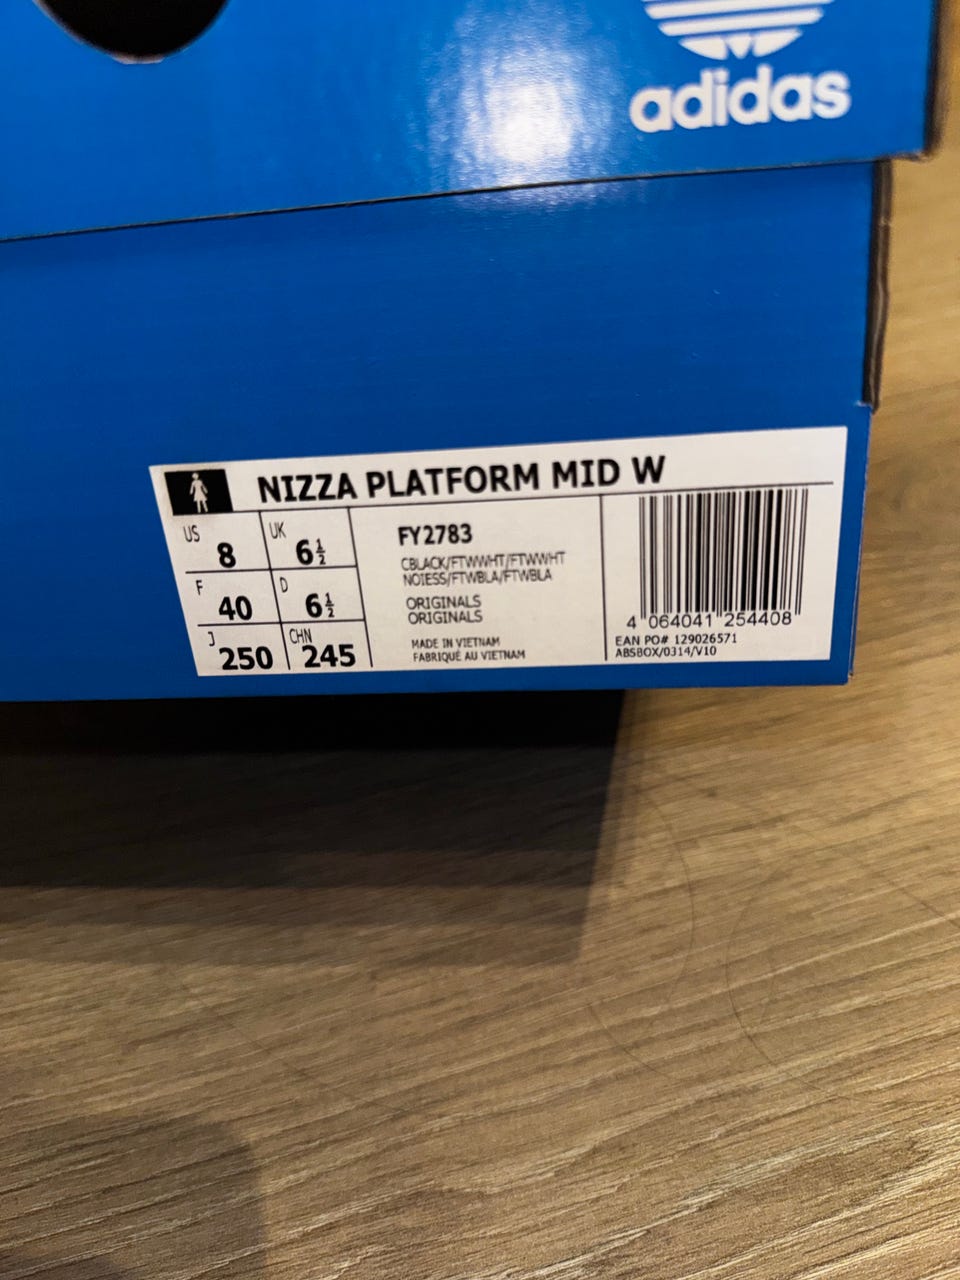 adidas
NIZZA PLATFORM MID W
US 8 UK 6½
F 40 D 6½
J 250 CHN 245
FY2783
CBLACK/FTWWHT/FTWWHT
NOIESS/FTWBLA/FTWBLA
ORIGINALS
ORIGINALS
MADE IN VIETNAM
FABRIQUÉ AU VIETNAM
4 064041 254408
EAN PO# 129026571
ABSBOX/0314/V10